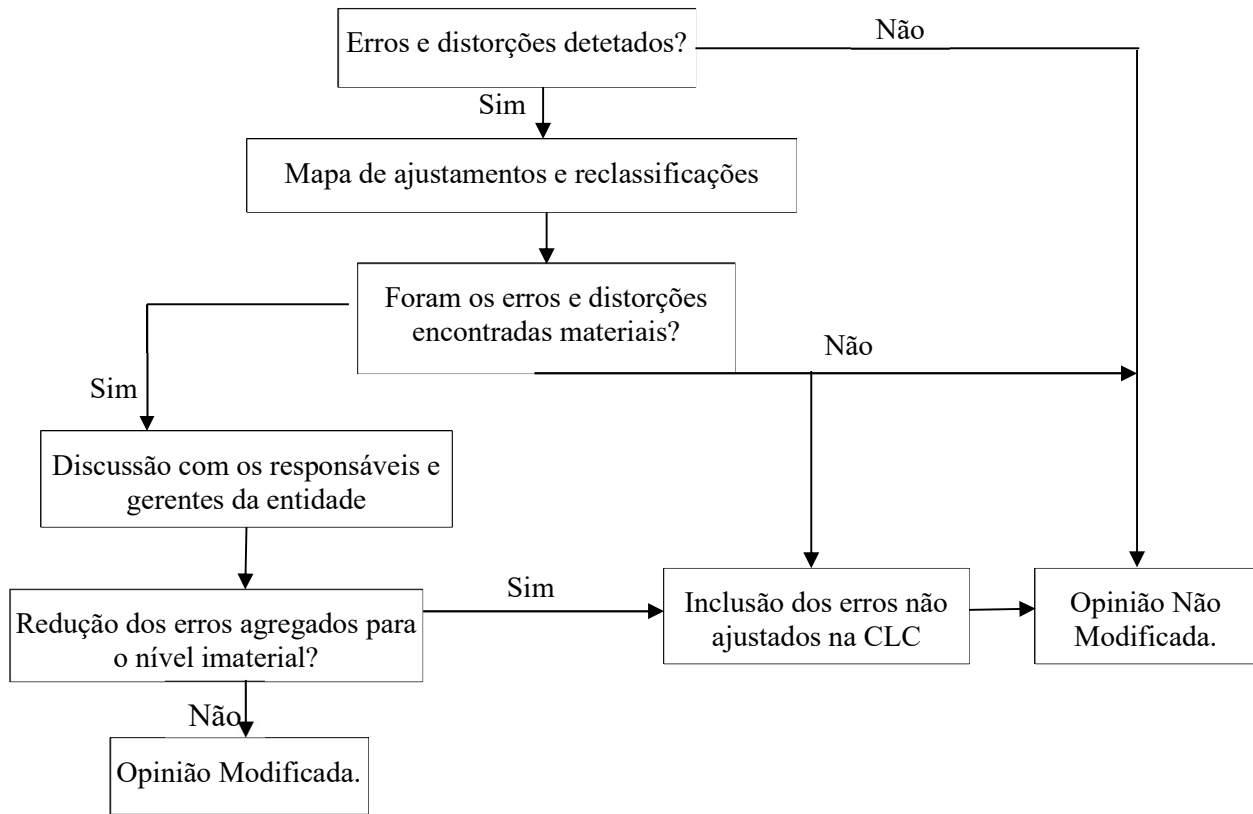 Erros e distorções detetados?
Não
Sim
Mapa de ajustamentos e reclassificações
Foram os erros e distorções
encontradas materiais?
Não
Sim
Discussão com os responsáveis e
gerentes da entidade
Redução dos erros agregados para
o nível imaterial?
Sim
Inclusão dos erros não
ajustados na CLC
Opinião Não
Modificada.
Não
Opinião Modificada.